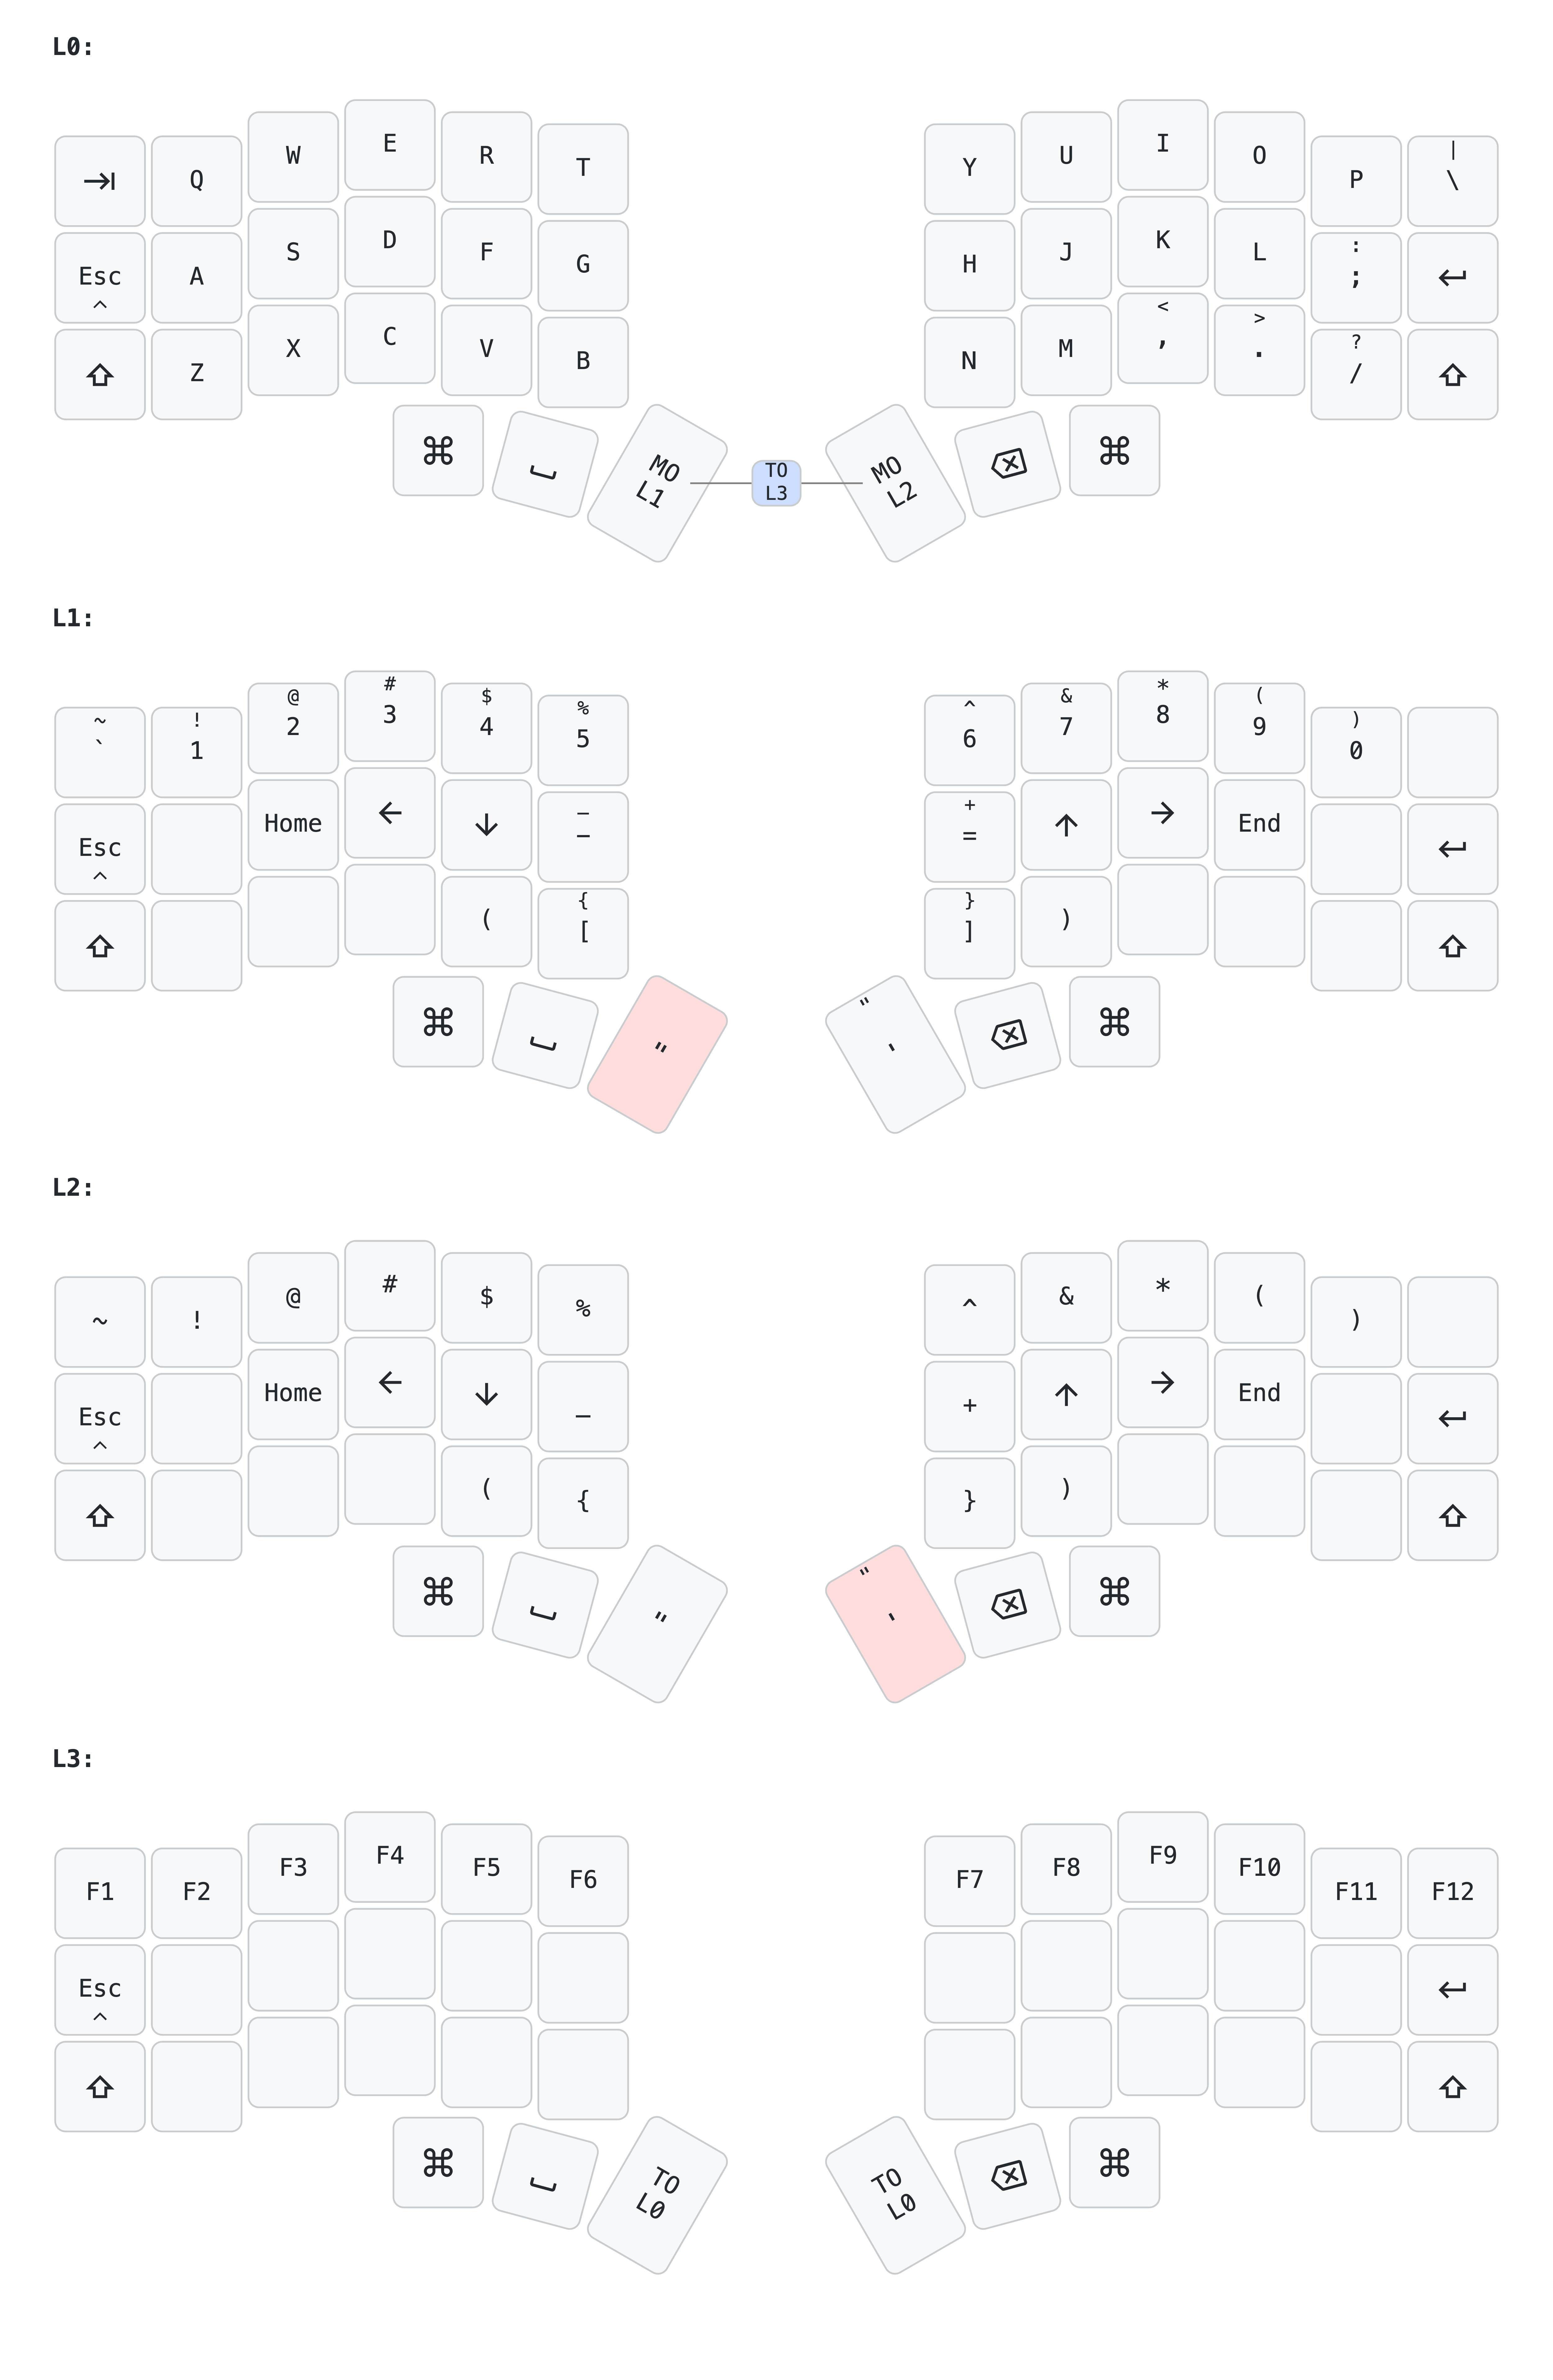 L0:
⇥ Q W E R T Y U I O P | \
Esc ^ A S D F G H J K L : ; ↵
⇧ Z X C V B N M < , > . ? / ⇧
⌘ ␣ MO L1 TO L3 MO L2 ⌫ ⌘
L1:
~ ` ! 1 @ 2 # 3 $ 4 % 5 ^ 6 & 7 * 8 ( 9 ) 0
Esc ^ Home ← ↓ _ - + = ↑ → End ↵
⇧ ( { [ } ] ) ⇧
⌘ ␣ " " ' ⌫ ⌘
L2:
~ ! @ # $ % ^ & * ( )
Esc ^ Home ← ↓ _ + ↑ → End ↵
⇧ ( { } ) ⇧
⌘ ␣ " " ' ⌫ ⌘
L3:
F1 F2 F3 F4 F5 F6 F7 F8 F9 F10 F11 F12
Esc ^ ↵
⇧ ⇧
⌘ ␣ TO L0 TO L0 ⌫ ⌘